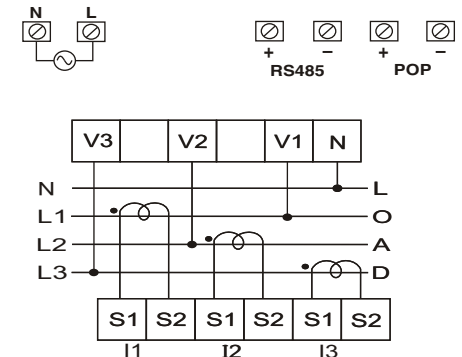 N L
+ − + −
RS485 POP
V3 V2 V1 N
N L
L1 O
L2 A
L3 D
S1 S2 S1 S2 S1 S2
I1 I2 I3